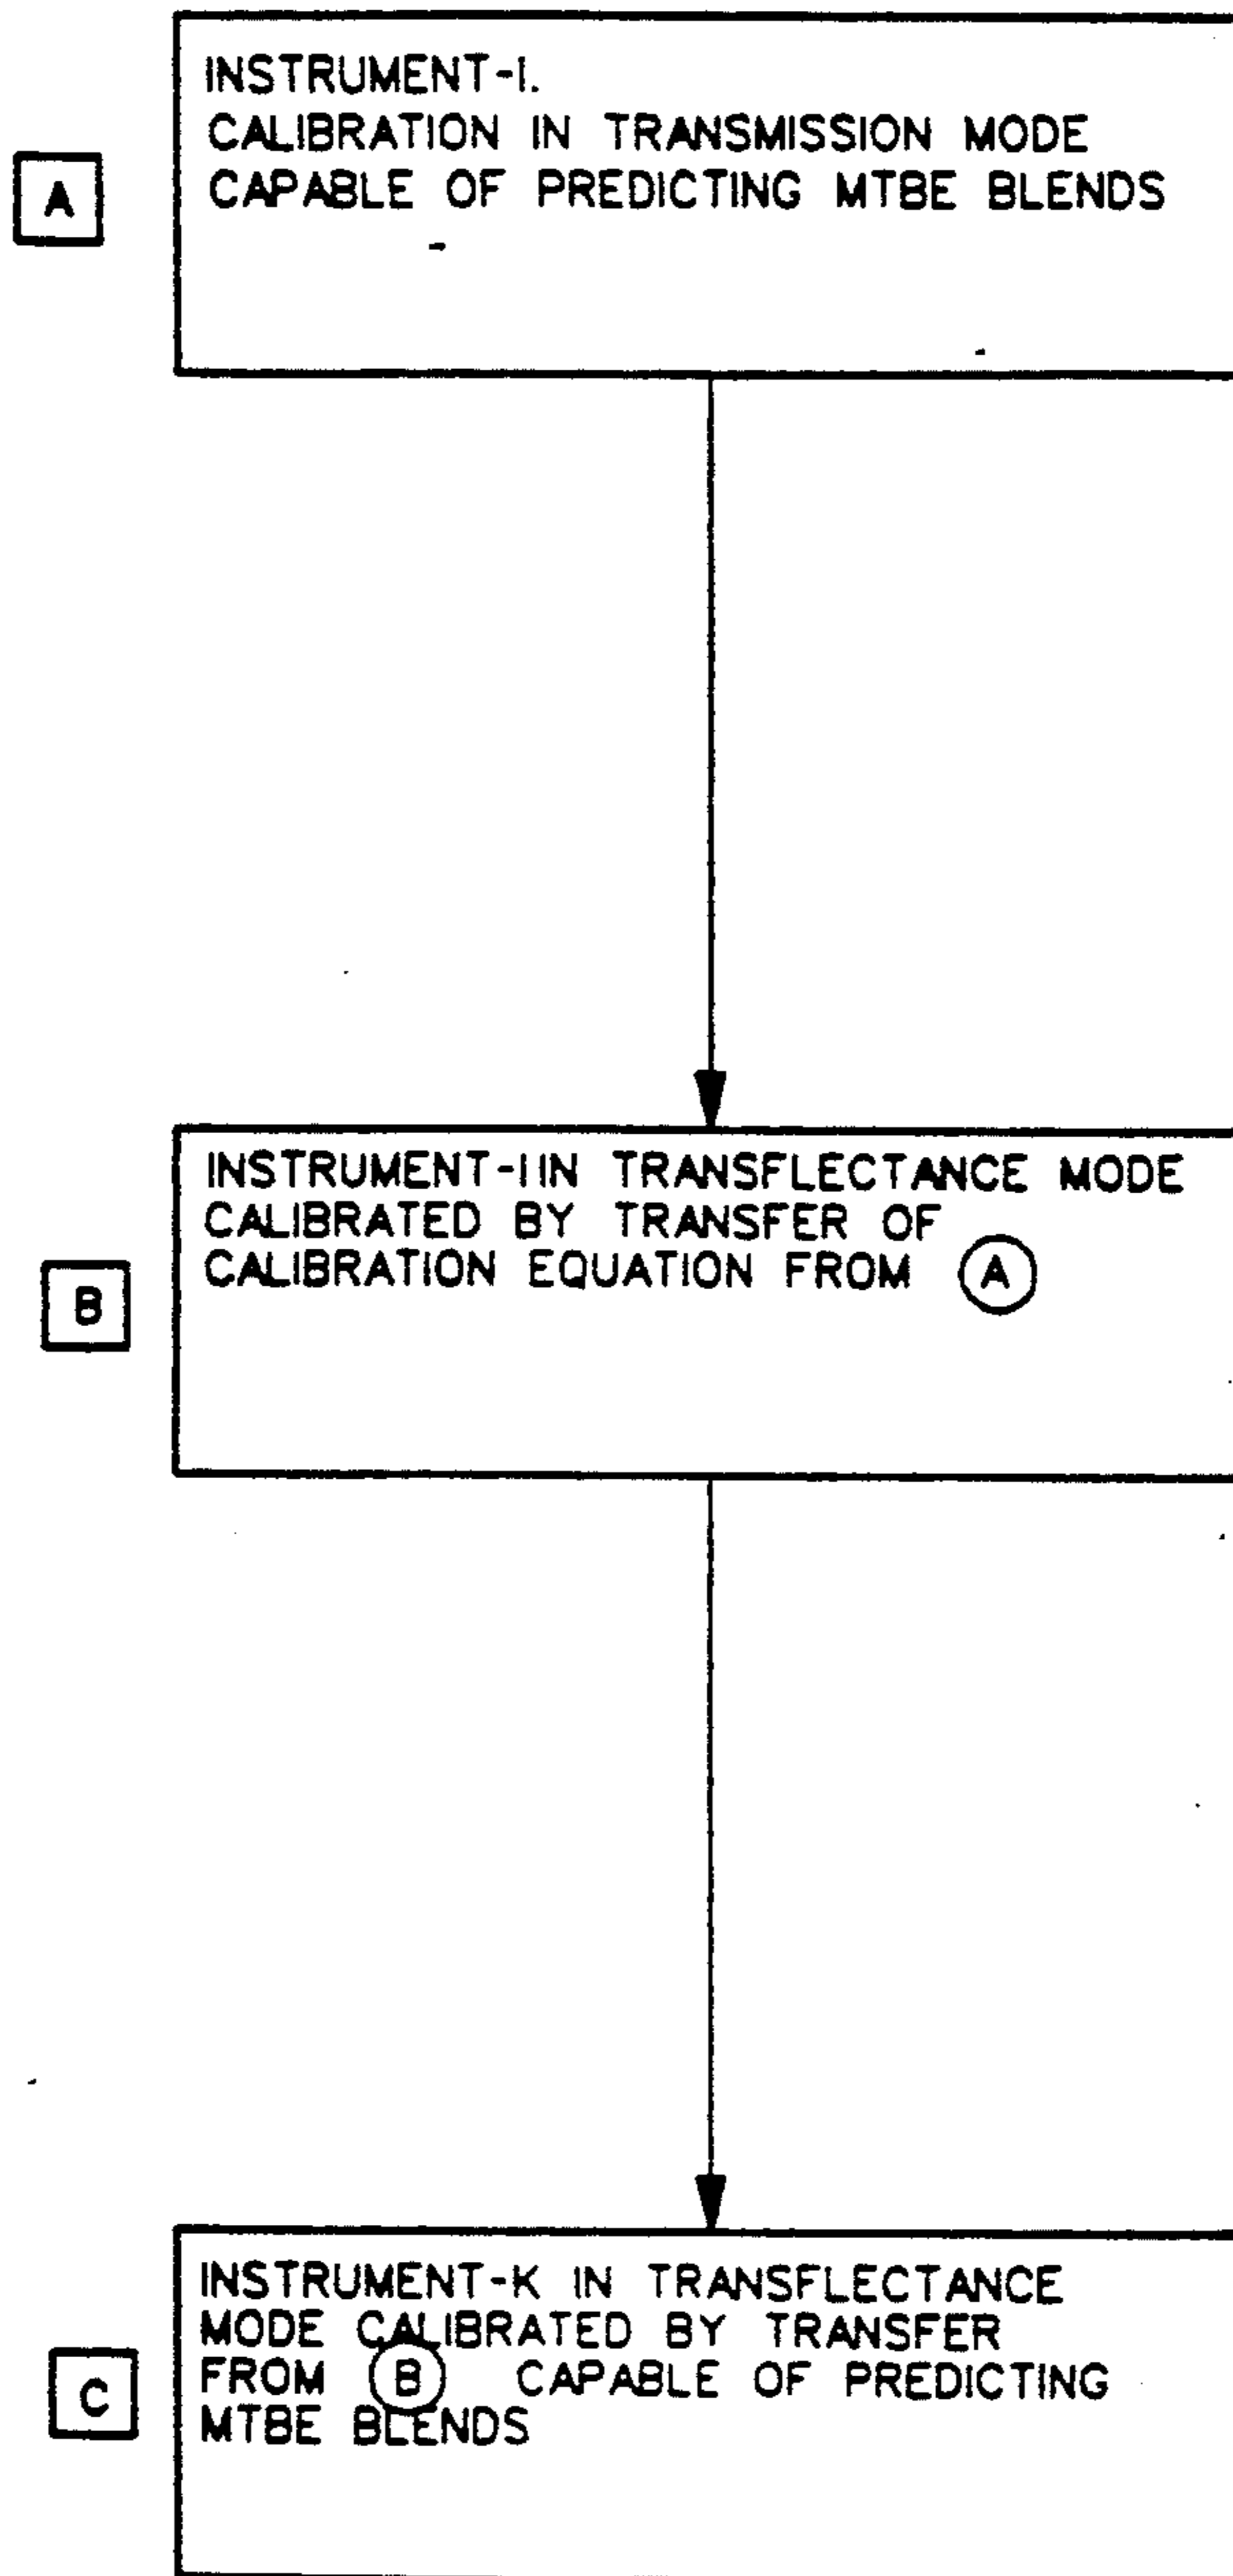 A
INSTRUMENT-I.
CALIBRATION IN TRANSMISSION MODE
CAPABLE OF PREDICTING MTBE BLENDS
B
INSTRUMENT-I IN TRANSFLECTANCE MODE
CALIBRATED BY TRANSFER OF
CALIBRATION EQUATION FROM A
C
INSTRUMENT-K IN TRANSFLECTANCE
MODE CALIBRATED BY TRANSFER
FROM B CAPABLE OF PREDICTING
MTBE BLENDS